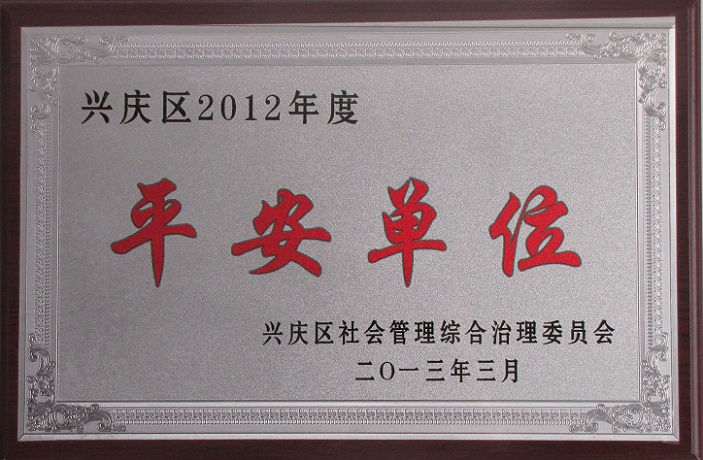 兴庆区2012年度
平安单位
兴庆区社会管理综合治理委员会
二〇一三年三月